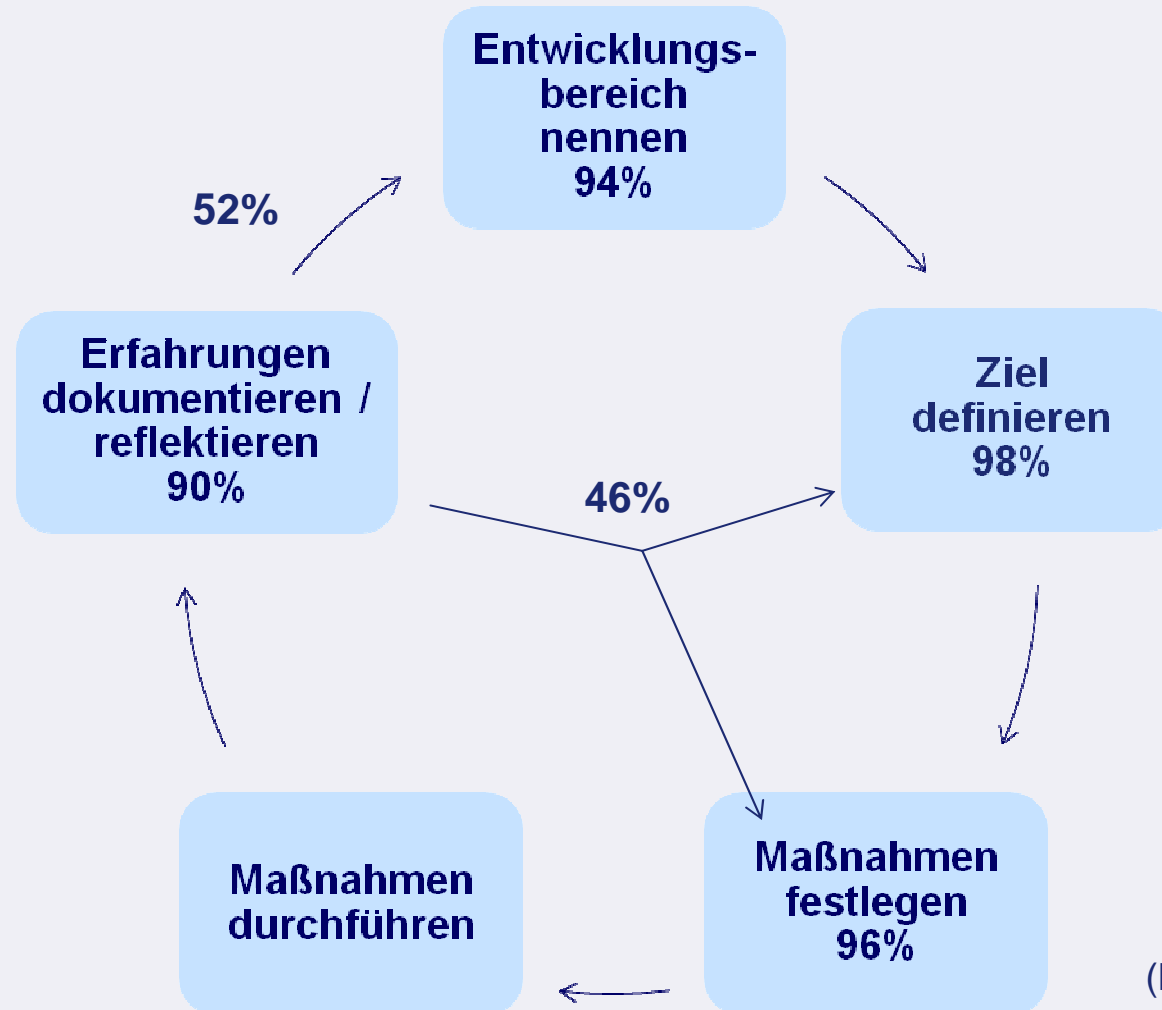 Entwicklungs-
bereich
nennen
94%
52%
Erfahrungen
dokumentieren /
reflektieren
90%
Ziel
definieren
98%
46%
Maßnahmen
durchführen
Maßnahmen
festlegen
96%